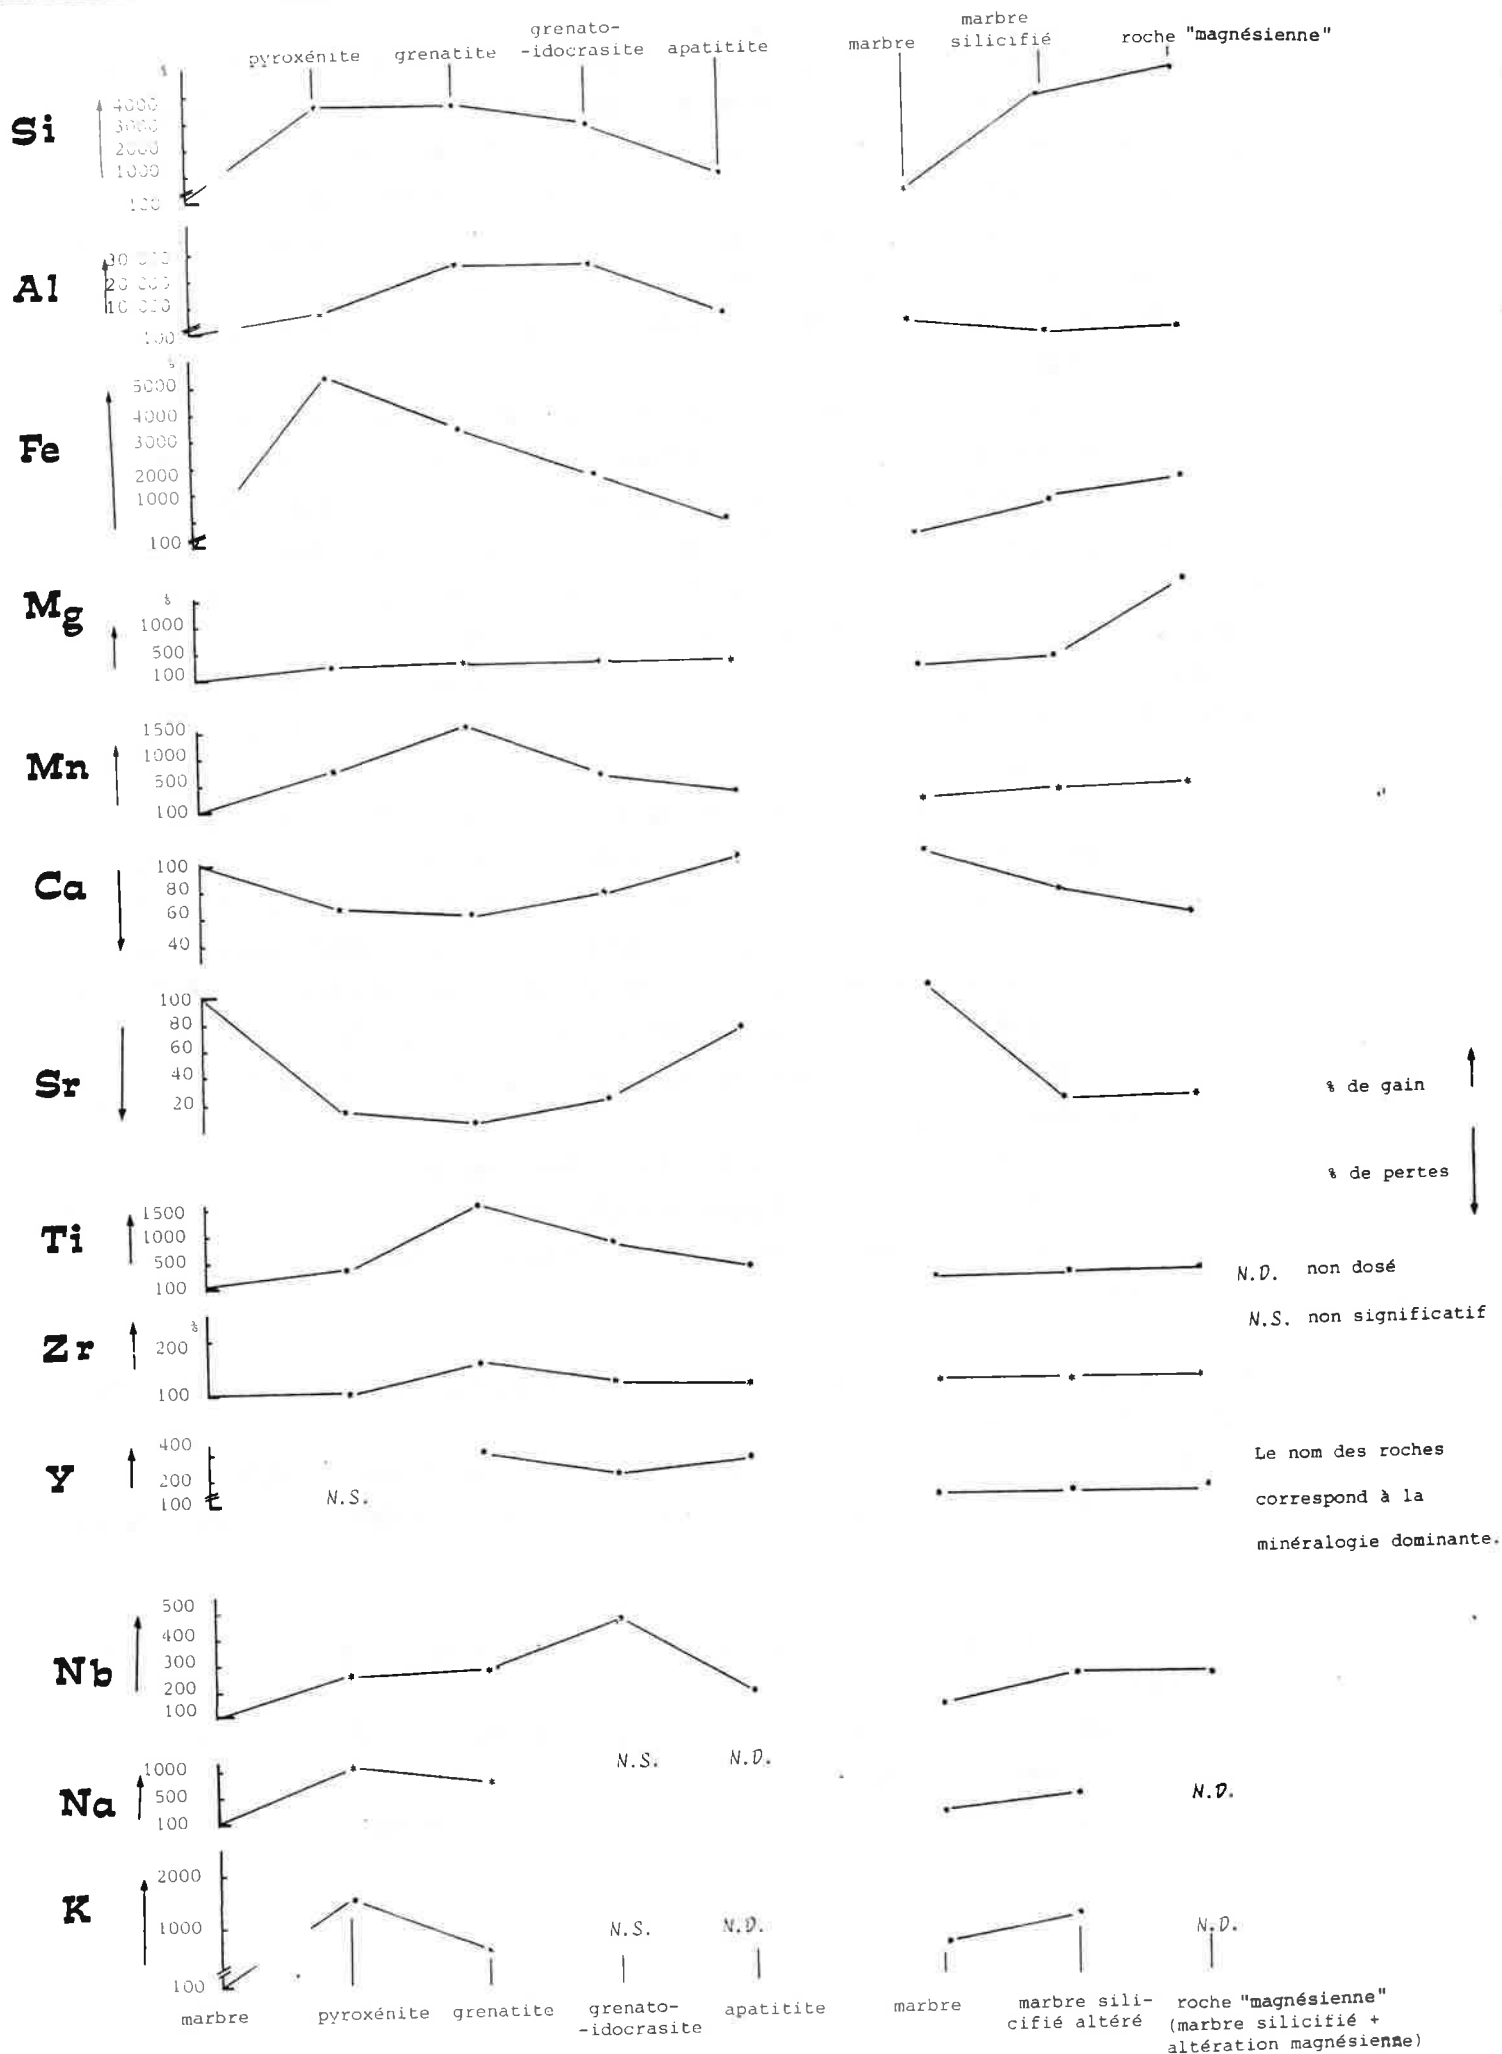 pyroxénite grenatite grenato- -idocrasite apatitite marbre marbre silicifié roche "magnésienne"
Si
4000
3000
2000
1000
100
Al
30 000
20 000
10 000
100
Fe
%
5000
4000
3000
2000
1000
100
Mg
%
1000
500
100
Mn
1500
1000
500
100
Ca
100
80
60
40
Sr
100
80
60
40
20
% de gain
% de pertes
Ti
1500
1000
500
100
N.D. non dosé
N.S. non significatif
Zr
%
200
100
Y
400
200
100
N.S.
Le nom des roches
correspond à la
minéralogie dominante.
Nb
500
400
300
200
100
N.S. N.D.
Na
1000
500
100
N.D.
K
2000
1000
100
N.S. N.D. N.D.
marbre pyroxénite grenatite grenato- -idocrasite apatitite
marbre marbre sili- cifié altéré
roche "magnésienne"
(marbre silicifié +
altération magnésienne)